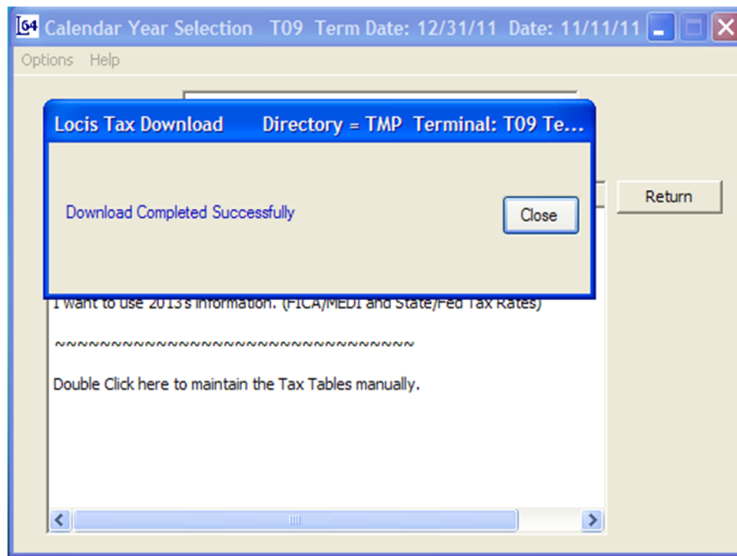 Calendar Year Selection T09 Term Date: 12/31/11 Date: 11/11/11
Options Help
Locis Tax Download Directory = TMP Terminal: T09 Te...
Download Completed Successfully
Close
Return
I want to use 2013's information. (FICA/MEDI and State/Fed Tax Rates)
~~~~~~~~~~~~~~~~~~~~~~~~~~~~~~~~
Double Click here to maintain the Tax Tables manually.